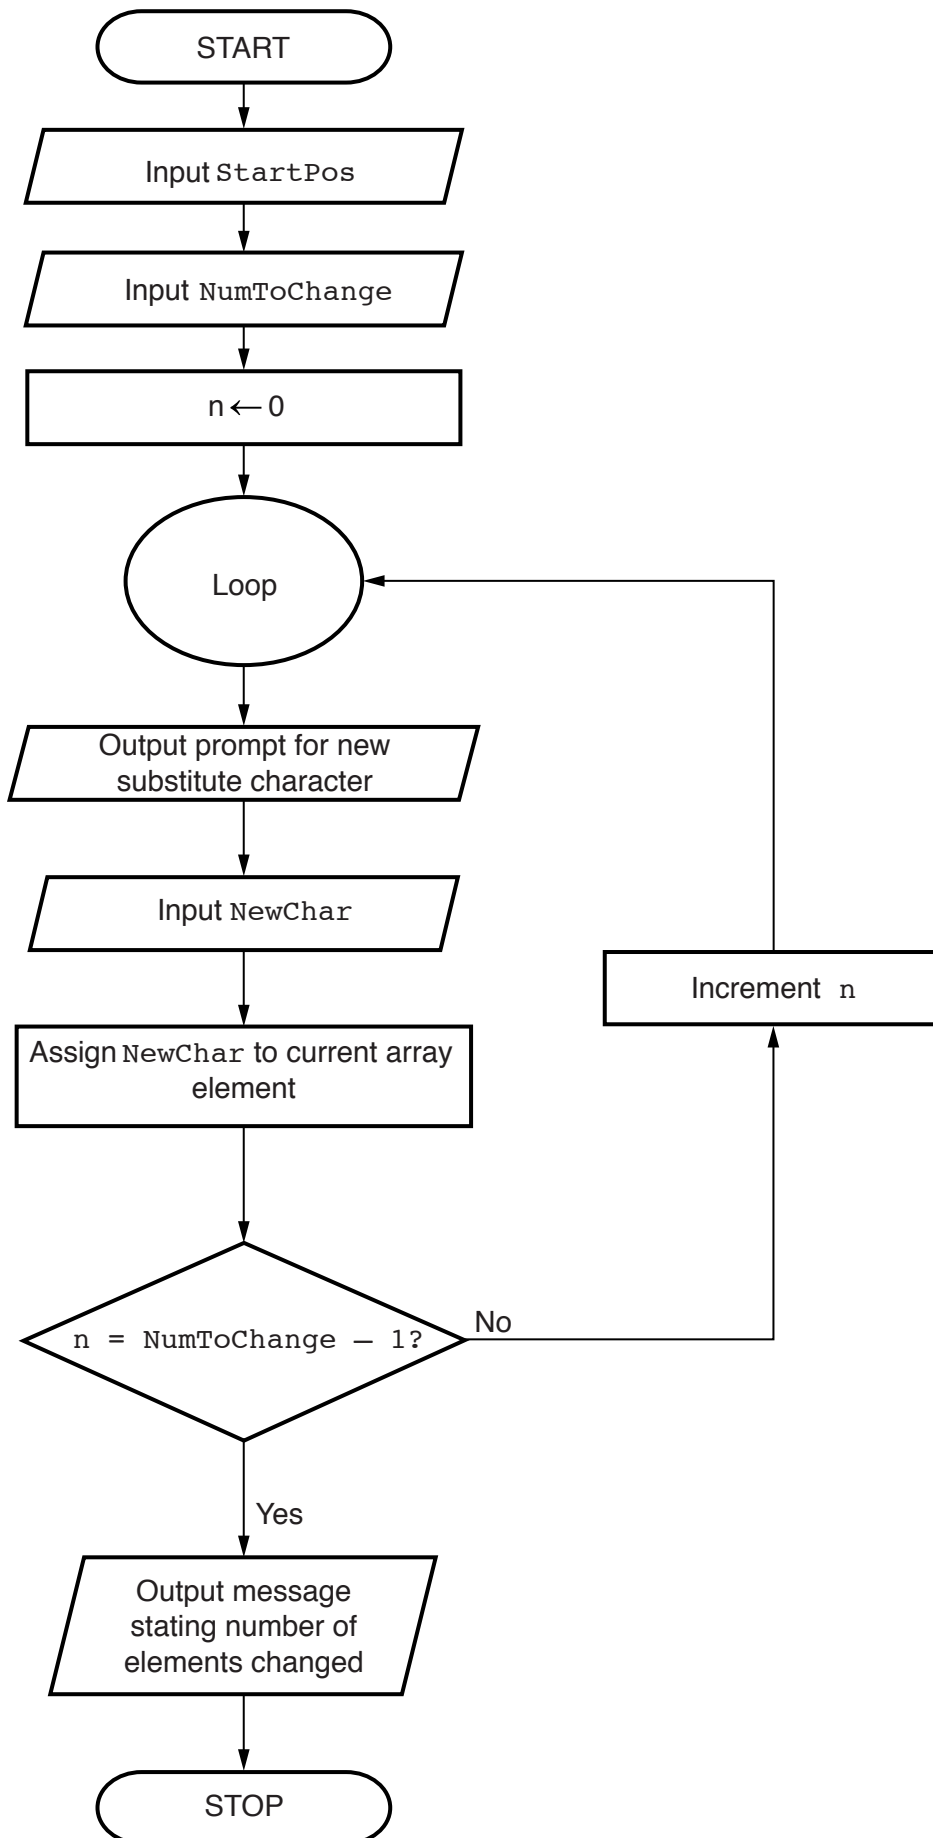 START
Input StartPos
Input NumToChange
n ← 0
Loop
Output prompt for new
substitute character
Input NewChar
Increment n
Assign NewChar to current array
element
n = NumToChange – 1?
No
Yes
Output message
stating number of
elements changed
STOP